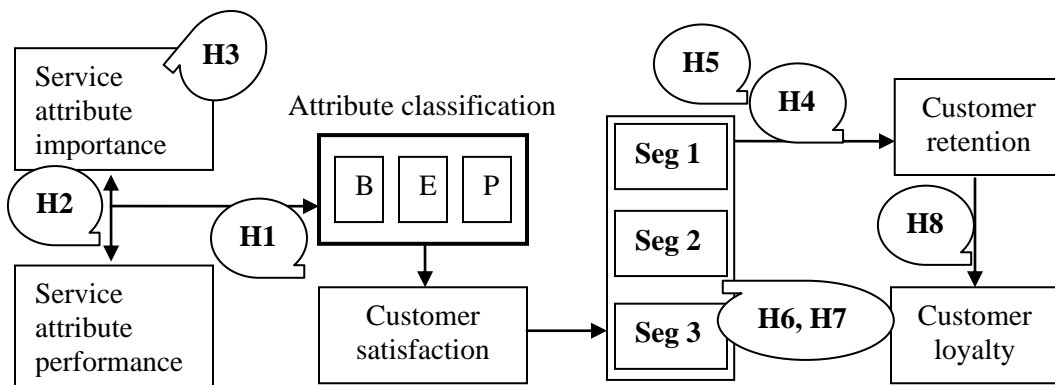 H3
Service
attribute
importance
H2
Service
attribute
performance
H1
Attribute classification
B E P
Customer
satisfaction
H5
H4
Seg 1
Seg 2
Seg 3
H6, H7
Customer
retention
H8
Customer
loyalty